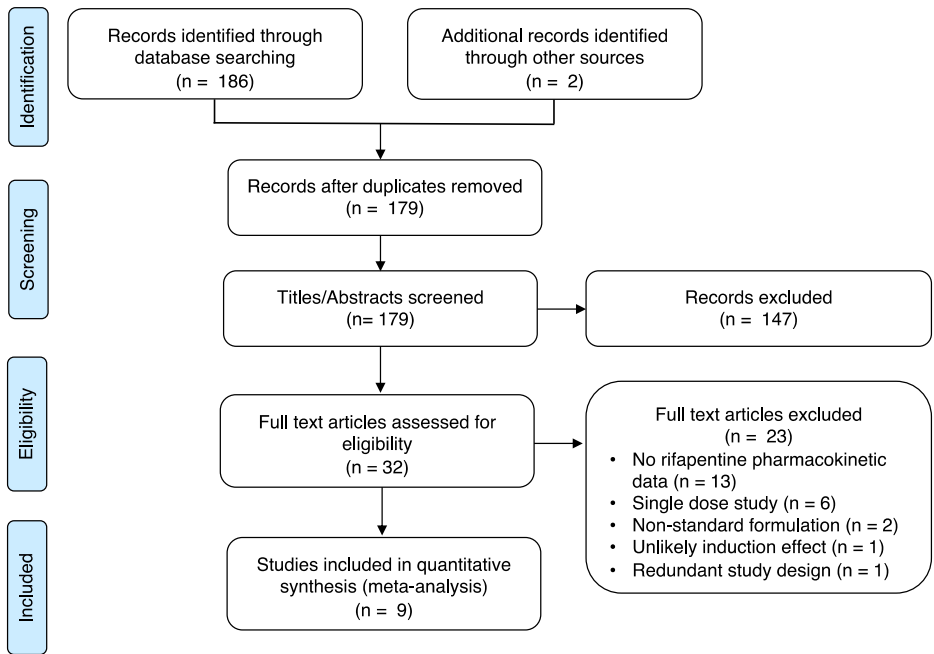 Identification
Records identified through
database searching
(n = 186)
Additional records identified
through other sources
(n = 2)
Records after duplicates removed
(n = 179)
Screening
Titles/Abstracts screened
(n= 179)
Records excluded
(n = 147)
Eligibility
Full text articles assessed for
eligibility
(n = 32)
Full text articles excluded
(n = 23)
• No rifapentine pharmacokinetic
data (n = 13)
• Single dose study (n = 6)
• Non-standard formulation (n = 2)
• Unlikely induction effect (n = 1)
• Redundant study design (n = 1)
Included
Studies included in quantitative
synthesis (meta-analysis)
(n = 9)